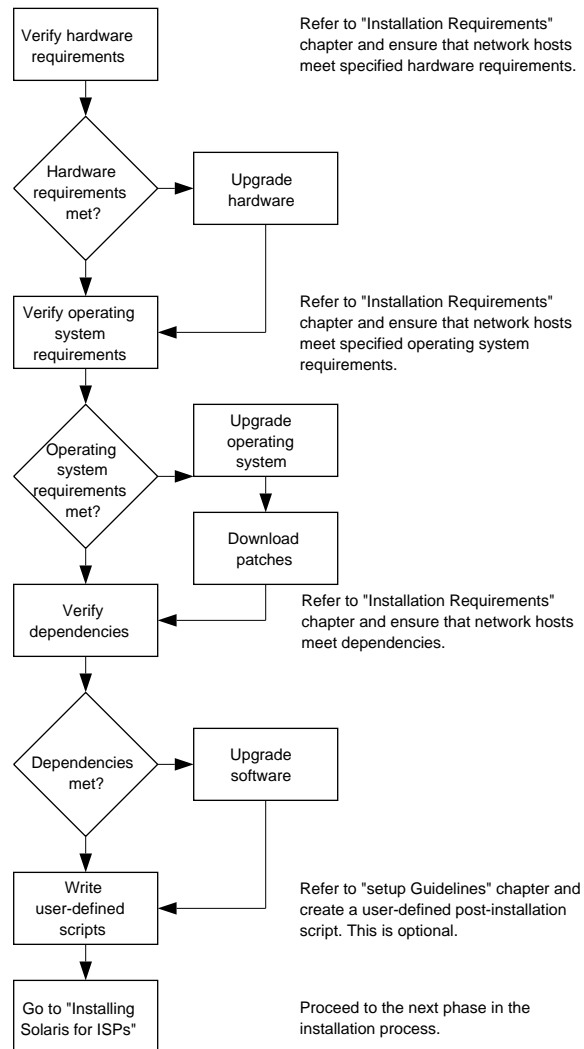 Verify hardware
requirements
Refer to "Installation Requirements"
chapter and ensure that network hosts
meet specified hardware requirements.
Hardware
requirements
met?
Upgrade
hardware
Verify operating
system
requirements
Refer to "Installation Requirements"
chapter and ensure that network hosts
meet specified operating system
requirements.
Operating
system
requirements
met?
Upgrade
operating
system
Download
patches
Verify
dependencies
Refer to "Installation Requirements"
chapter and ensure that network hosts
meet dependencies.
Dependencies
met?
Upgrade
software
Write
user-defined
scripts
Refer to "setup Guidelines" chapter and
create a user-defined post-installation
script. This is optional.
Go to "Installing
Solaris for ISPs"
Proceed to the next phase in the
installation process.